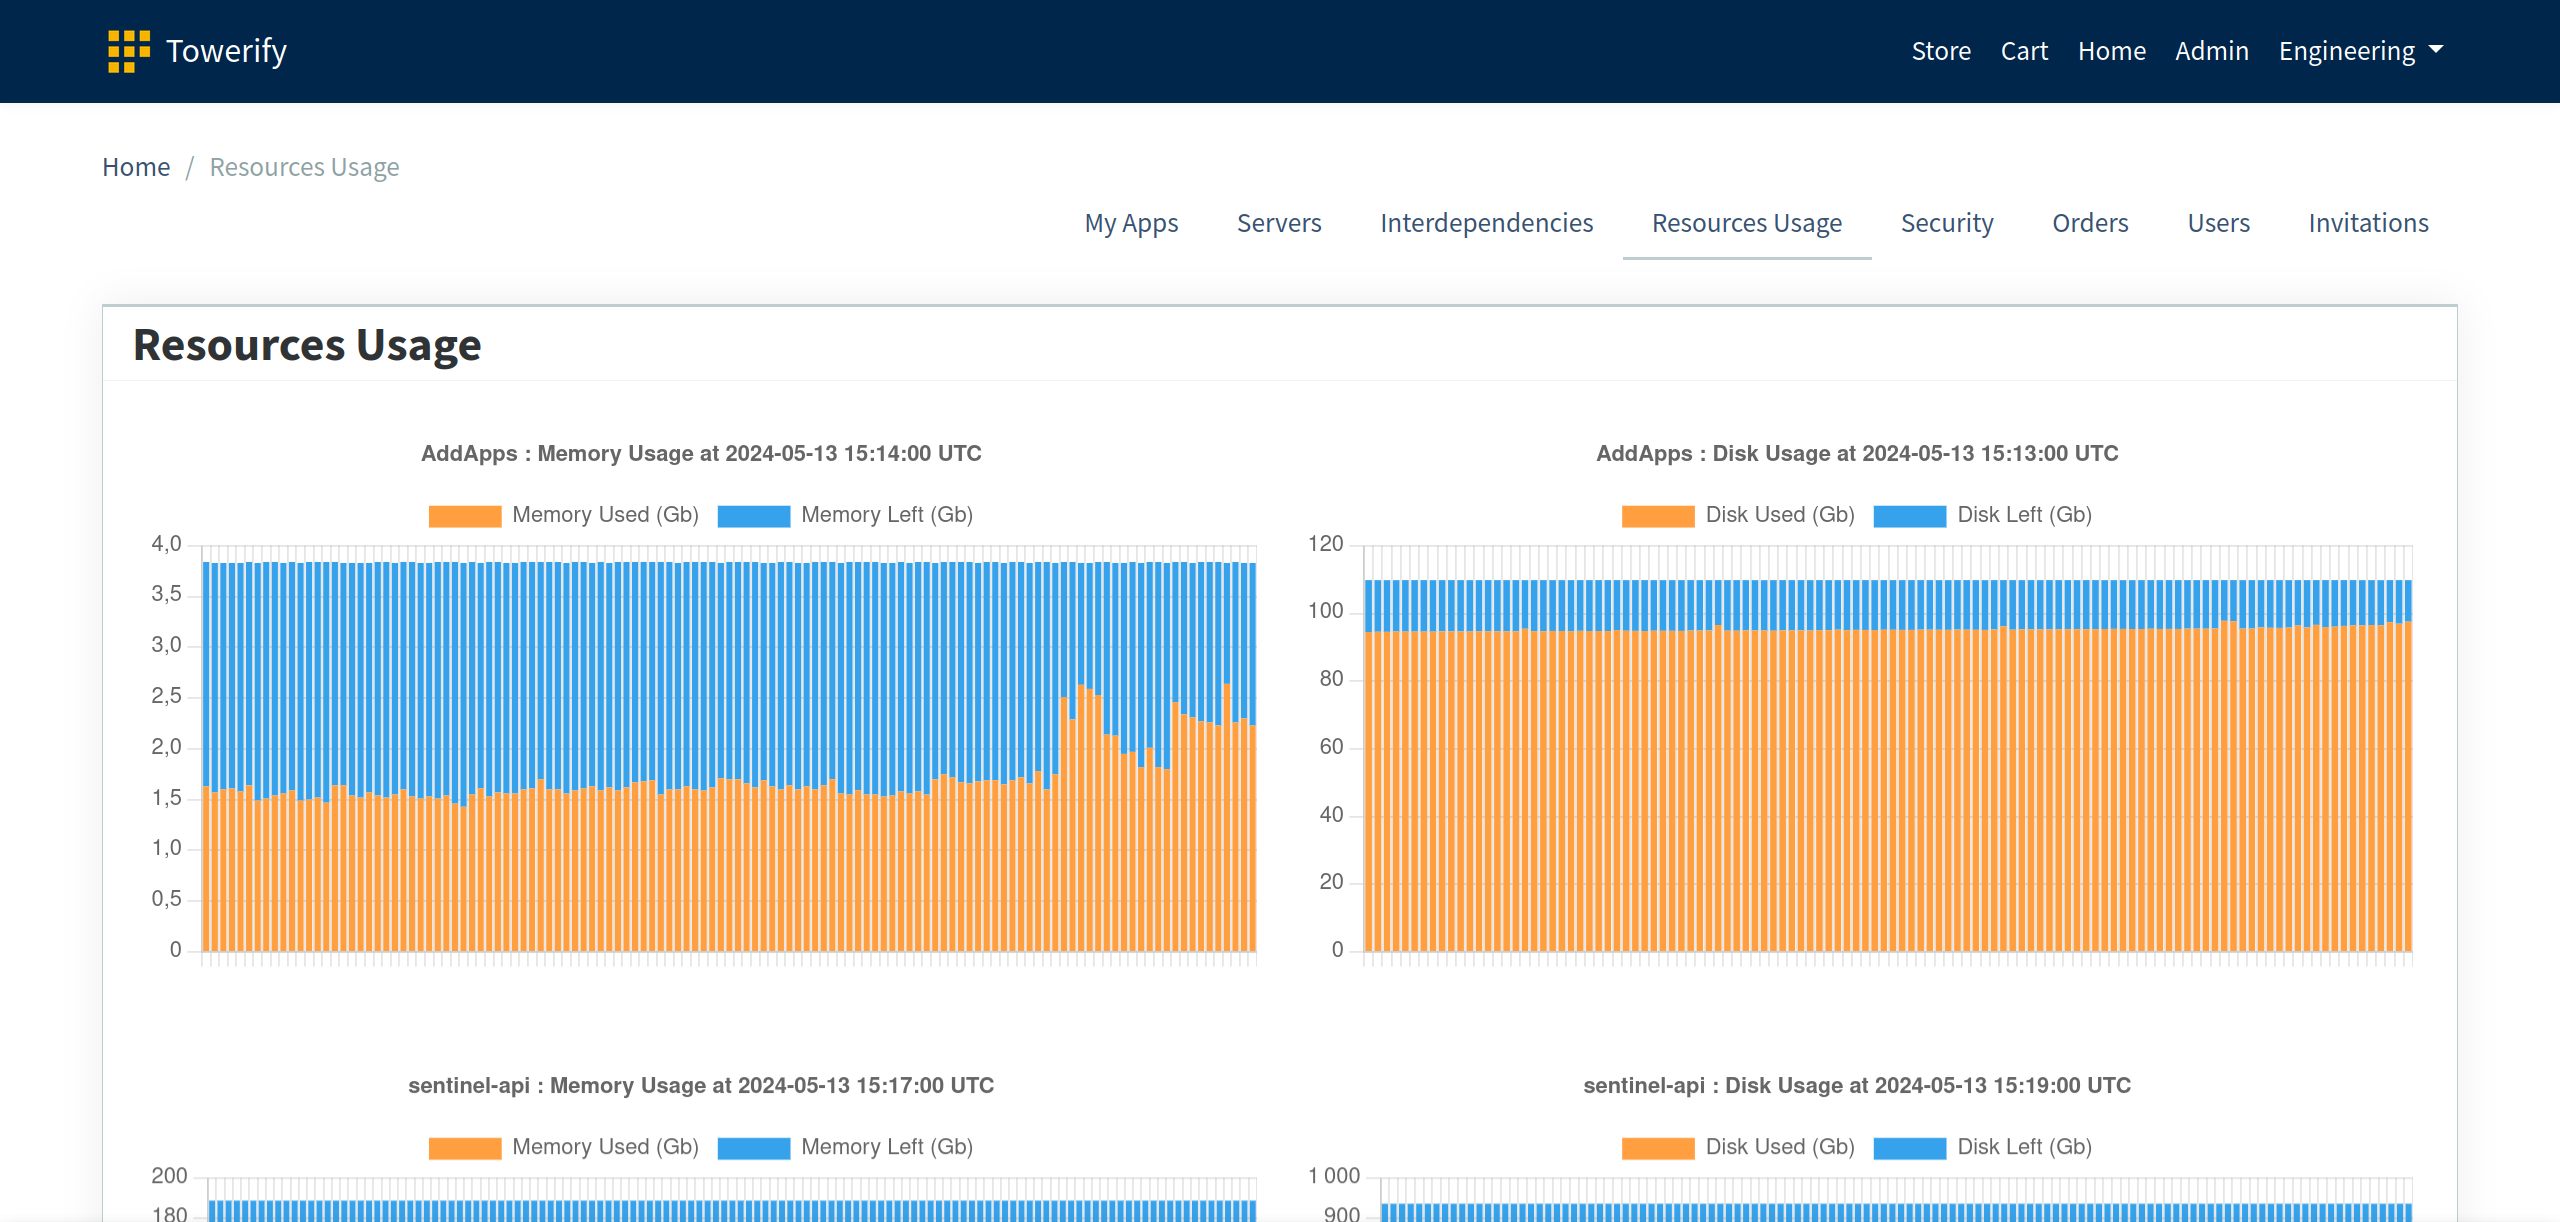 Towerify
Store Cart Home Admin Engineering
Home / Resources Usage
My Apps Servers Interdependencies Resources Usage Security Orders Users Invitations
Resources Usage
AddApps : Memory Usage at 2024-05-13 15:14:00 UTC
Memory Used (Gb) Memory Left (Gb)
4,0
3,5
3,0
2,5
2,0
1,5
1,0
0,5
0
AddApps : Disk Usage at 2024-05-13 15:13:00 UTC
Disk Used (Gb) Disk Left (Gb)
120
100
80
60
40
20
0
sentinel-api : Memory Usage at 2024-05-13 15:17:00 UTC
Memory Used (Gb) Memory Left (Gb)
200
180
sentinel-api : Disk Usage at 2024-05-13 15:19:00 UTC
Disk Used (Gb) Disk Left (Gb)
1 000
900